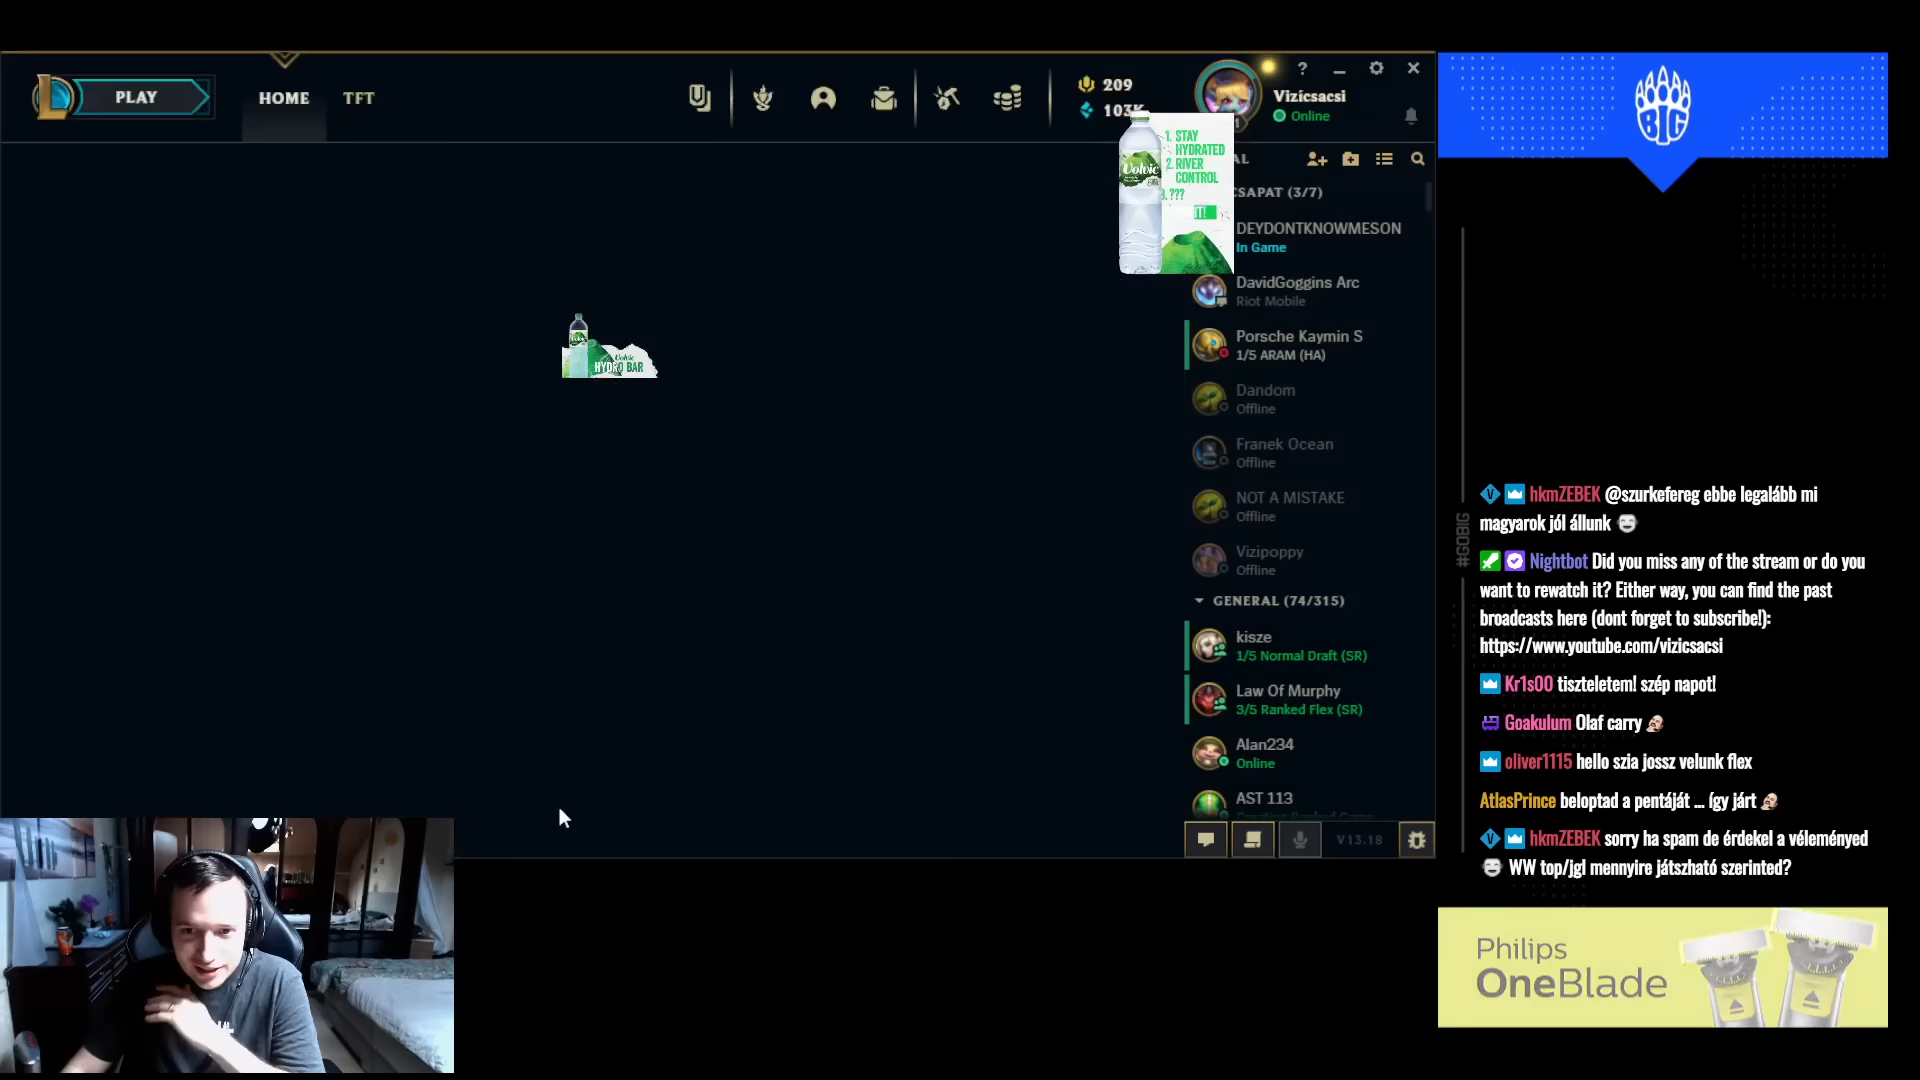 PLAY
HOME
TFT
209
103K
?
Vizicsacsi
Online
Volvic
1. STAY
HYDRATED
2. RIVER
CONTROL
3. ???
AL
CSAPAT (3/7)
DEYDONTKNOWMESON
In Game
DavidGoggins Arc
Riot Mobile
Porsche Kaymin S
1/5 ARAM (HA)
Dandom
Offline
Franek Ocean
Offline
NOT A MISTAKE
Offline
Vizipoppy
Offline
GENERAL (74/315)
kisze
1/5 Normal Draft (SR)
Law Of Murphy
3/5 Ranked Flex (SR)
Alan234
Online
AST 113
V13.18
Volvic
HYDRO BAR
BIG
#GOBIG
hkmZEBEK @szurkefereg ebbe legalább mi
magyarok jól állunk
Nightbot Did you miss any of the stream or do you
want to rewatch it? Either way, you can find the past
broadcasts here (dont forget to subscribe!):
https://www.youtube.com/vizicsacsi
Kr1s00 tiszteletem! szép napot!
Goakulum Olaf carry
oliver1115 hello szia jossz velunk flex
AtlasPrince beloptad a pentáját ... így járt
hkmZEBEK sorry ha spam de érdekel a véleményed
WW top/jgl mennyire játszható szerinted?
Philips
OneBlade